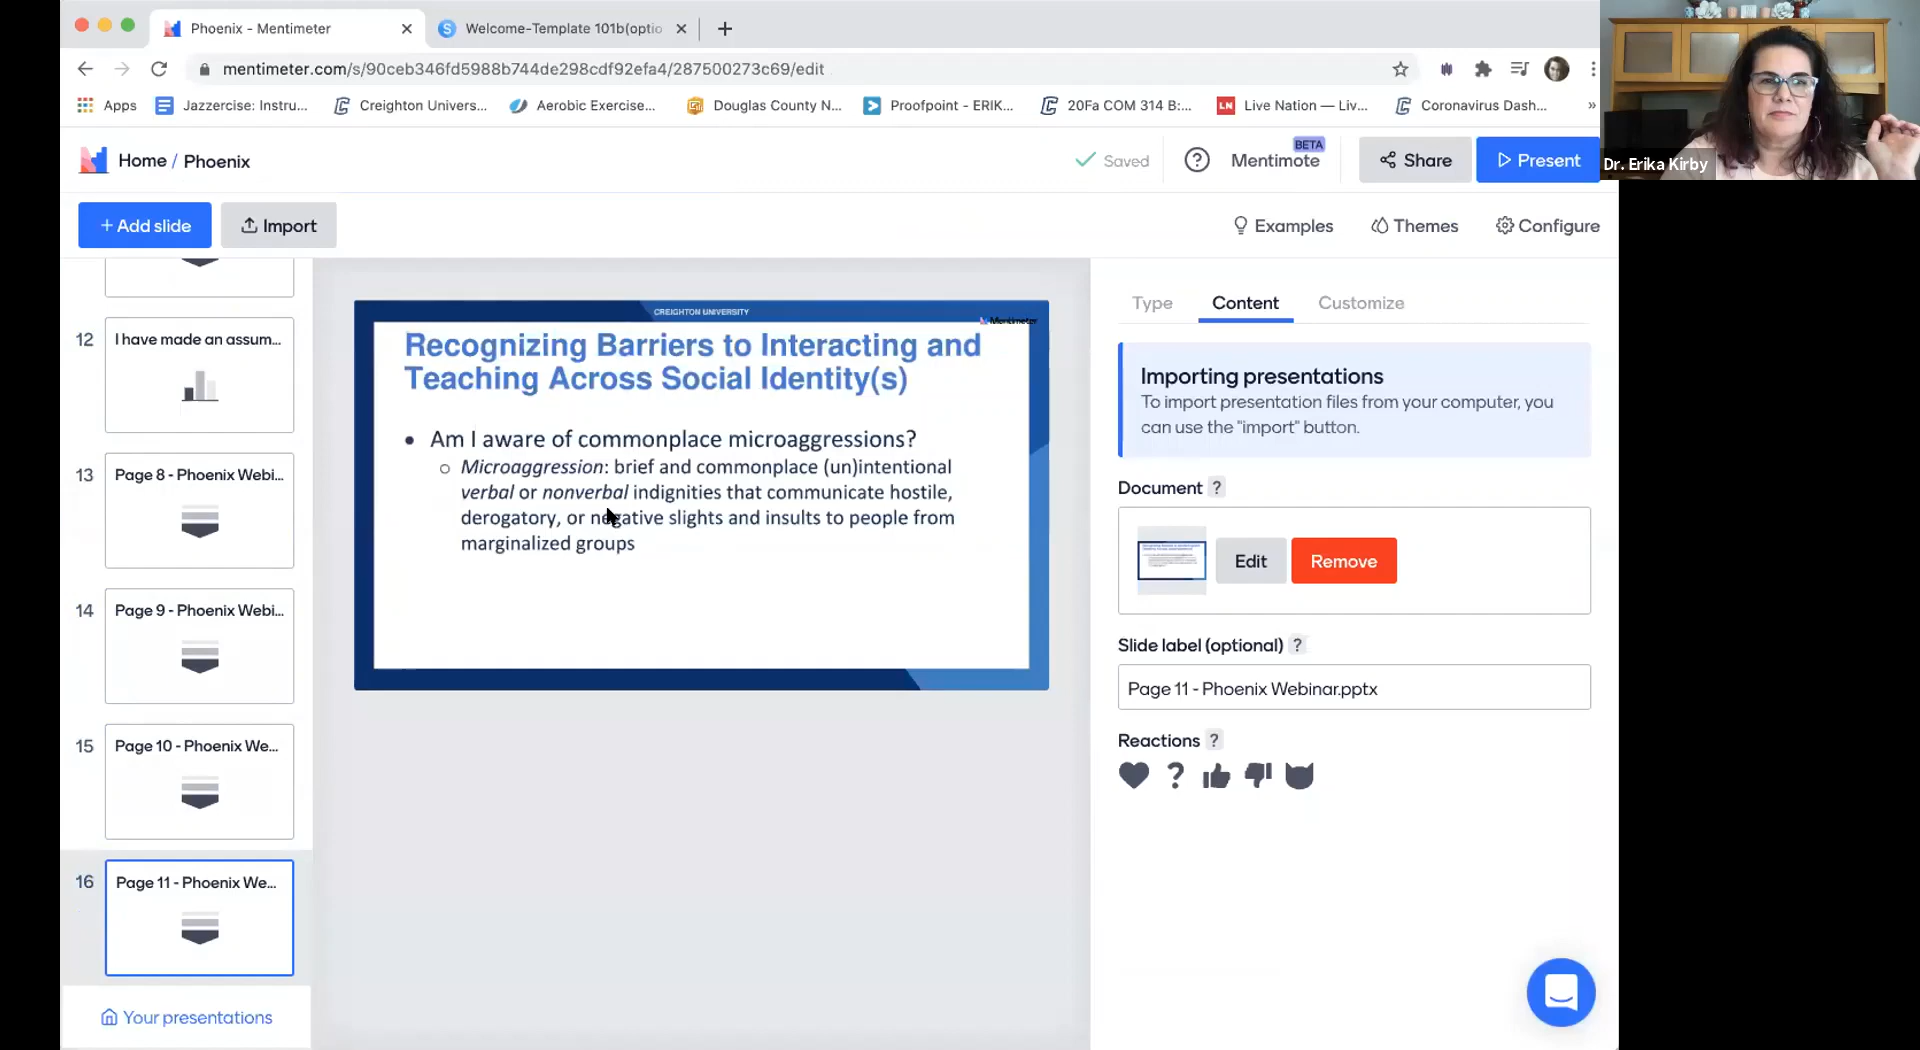 Phoenix - Mentimeter
Welcome-Template 101b(optio
mentimeter.com/s/90ceb346fd5988b744de298cdf92efa4/287500273c69/edit
Apps
Jazzercise: Instru...
Creighton Univers...
Aerobic Exercise...
Douglas County N...
Proofpoint - ERIK...
20Fa COM 314 B:...
LN
Live Nation — Liv...
Coronavirus Dash...
»
Dr. Erika Kirby
Home / Phoenix
Saved
Mentimote
BETA
Share
Present
+ Add slide
Import
Examples
Themes
Configure
12
I have made an assum...
13
Page 8 - Phoenix Webi...
14
Page 9 - Phoenix Webi...
15
Page 10 - Phoenix We...
16
Page 11 - Phoenix We...
Your presentations
CREIGHTON UNIVERSITY
Mentimeter
Recognizing Barriers to Interacting and
Teaching Across Social Identity(s)
• Am I aware of commonplace microaggressions?
○ Microaggression: brief and commonplace (un)intentional
verbal or nonverbal indignities that communicate hostile,
derogatory, or negative slights and insults to people from
marginalized groups
Type
Content
Customize
Importing presentations
To import presentation files from your computer, you
can use the "import" button.
Document ?
Edit
Remove
Slide label (optional) ?
Page 11 - Phoenix Webinar.pptx
Reactions ?
?